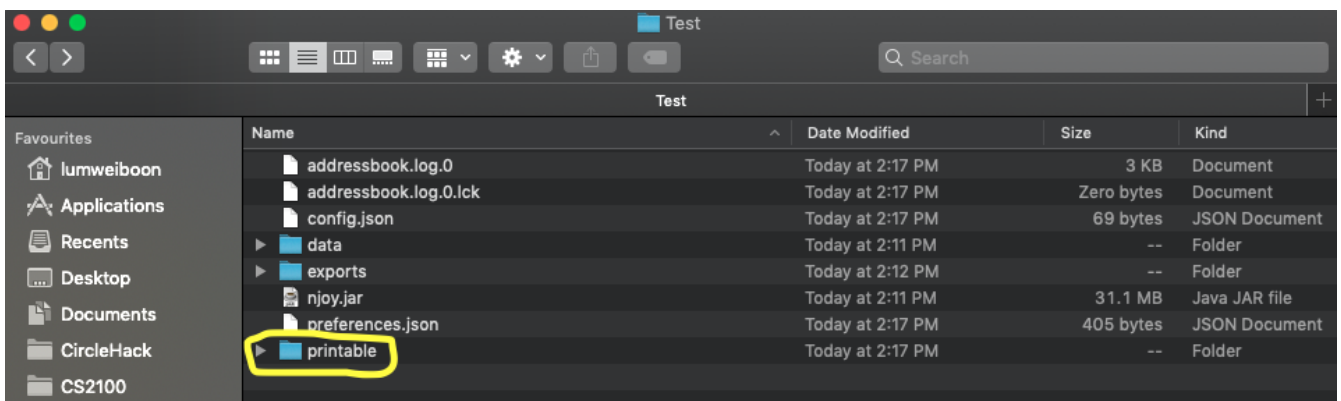 Test
Search
Test
Favourites
lumweiboon
Applications
Recents
Desktop
Documents
CircleHack
CS2100
Name Date Modified Size Kind
addressbook.log.0 Today at 2:17 PM 3 KB Document
addressbook.log.0.lck Today at 2:17 PM Zero bytes Document
config.json Today at 2:17 PM 69 bytes JSON Document
data Today at 2:11 PM -- Folder
exports Today at 2:12 PM -- Folder
njoy.jar Today at 2:11 PM 31.1 MB Java JAR file
preferences.json Today at 2:17 PM 405 bytes JSON Document
printable Today at 2:17 PM -- Folder